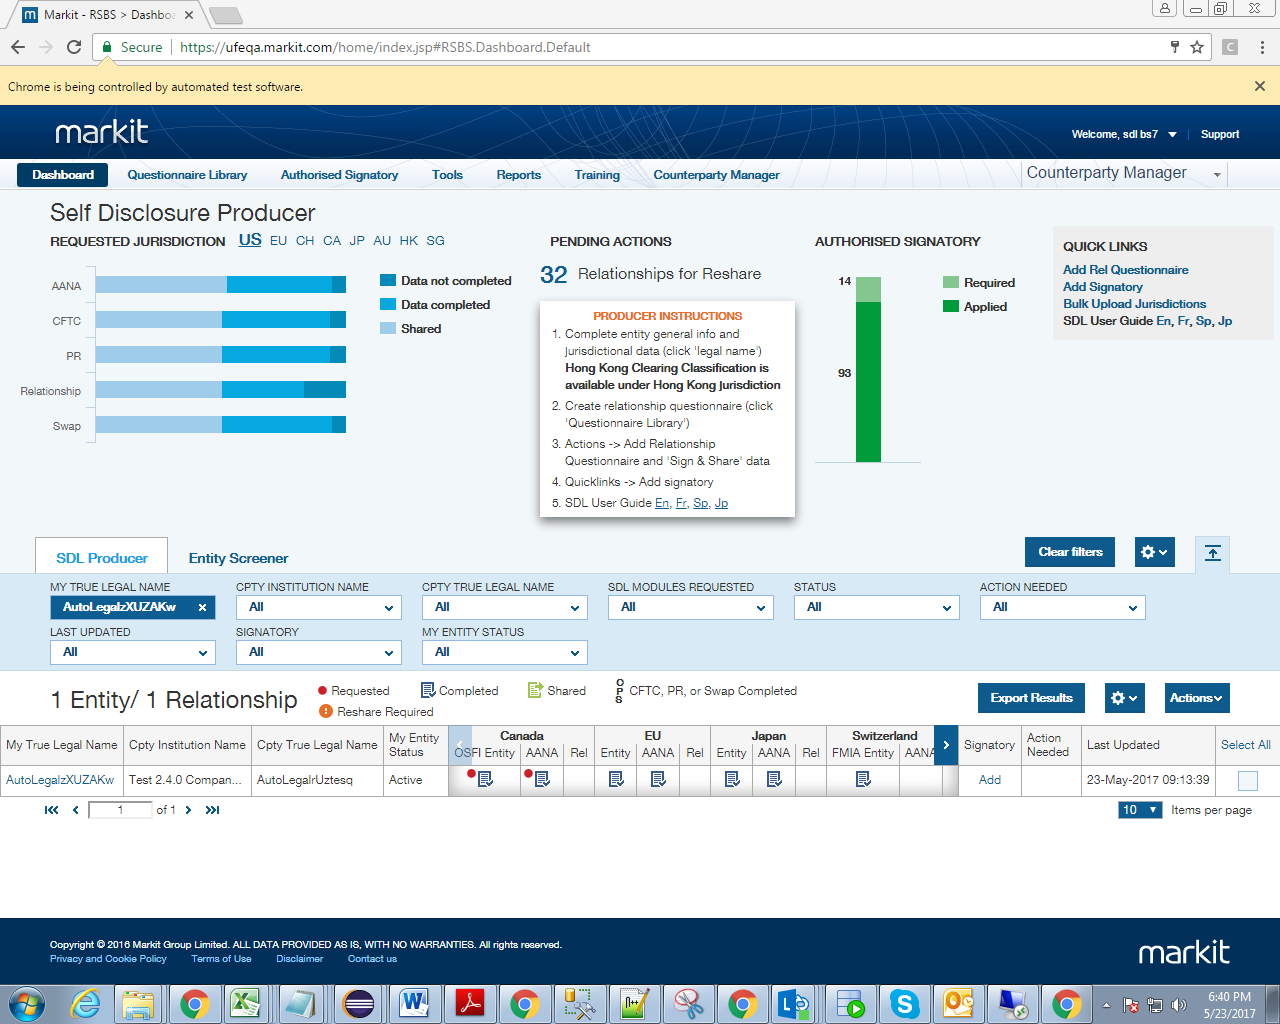 Markit - RSBS > Dashboa
Secure https://ufeqa.markit.com/home/index.jsp#RSBS.Dashboard.Default
Chrome is being controlled by automated test software.
markit
Welcome, sdl bs7 Support
Dashboard Questionnaire Library Authorised Signatory Tools Reports Training Counterparty Manager Counterparty Manager
Self Disclosure Producer
REQUESTED JURISDICTION US EU CH CA JP AU HK SG
AANA
CFTC
PR
Relationship
Swap
Data not completed
Data completed
Shared
PENDING ACTIONS
32 Relationships for Reshare
PRODUCER INSTRUCTIONS
1. Complete entity general info and
jurisdictional data (click 'legal name')
Hong Kong Clearing Classification is
available under Hong Kong Jurisdiction
2. Create relationship questionnaire (click
'Questionnaire Library')
3. Actions -> Add Relationship
Questionnaire and 'Sign & Share' data
4. Quicklinks -> Add signatory
5. SDL User Guide En, Fr, Sp, Jp
AUTHORISED SIGNATORY
14
93
Required
Applied
QUICK LINKS
Add Rel Questionnaire
Add Signatory
Bulk Upload Jurisdictions
SDL User Guide En, Fr, Sp, Jp
SDL Producer Entity Screener Clear filters
MY TRUE LEGAL NAME CPTY INSTITUTION NAME CPTY TRUE LEGAL NAME SDL MODULES REQUESTED STATUS ACTION NEEDED
AutoLegalzXUZAKw All All All All All
LAST UPDATED SIGNATORY MY ENTITY STATUS
All All All
1 Entity/ 1 Relationship
Requested Completed Shared OPS CFTC, PR, or Swap Completed
Reshare Required
Export Results Actions
My True Legal Name Cpty Institution Name Cpty True Legal Name My Entity Status Canada EU Japan Switzerland Signatory Action Needed Last Updated Select All
OSFI Entity AANA Rel Entity AANA Rel Entity AANA Rel FMIA Entity AANA
AutoLegalzXUZAKw Test 2.4.0 Compan... AutoLegalrUztesq Active Add 23-May-2017 09:13:39
1 of 1 10 Items per page
Copyright © 2016 Markit Group Limited. ALL DATA PROVIDED AS IS, WITH NO WARRANTIES. All rights reserved.
Privacy and Cookie Policy Terms of Use Disclaimer Contact us
markit
6:40 PM
5/23/2017